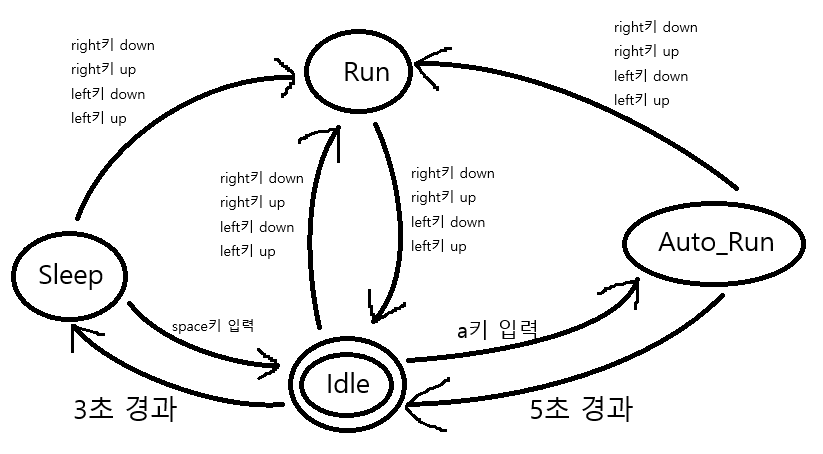 right키 down
right키 up
left키 down
left키 up
Run
right키 down
right키 up
left키 down
left키 up
right키 down
right키 up
left키 down
left키 up
right키 down
right키 up
left키 down
left키 up
Sleep
Auto_Run
space키 입력
a키 입력
Idle
3초 경과
5초 경과